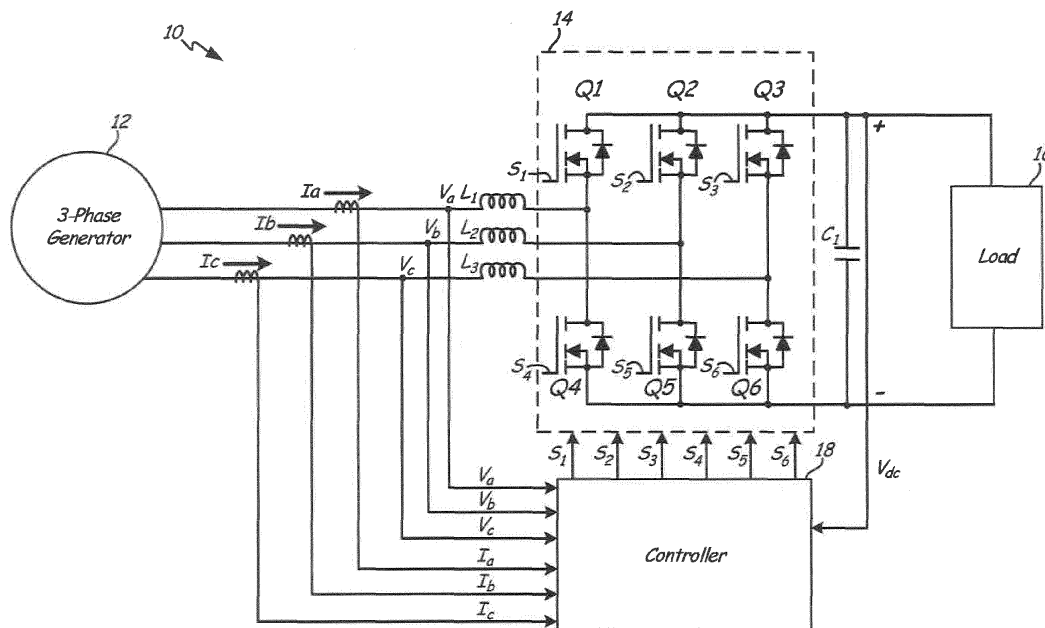 10
14
Q1 Q2 Q3
12
3-Phase
Generator
Ia
Ib
Ic
Va
Vb
Vc
L1
L2
L3
S1
S2
S3
+
C1
Load
S4
S5
S6
Q4 Q5 Q6
-
S1 S2 S3 S4 S5 S6
18
Vdc
Va
Vb
Vc
Ia
Ib
Ic
Controller